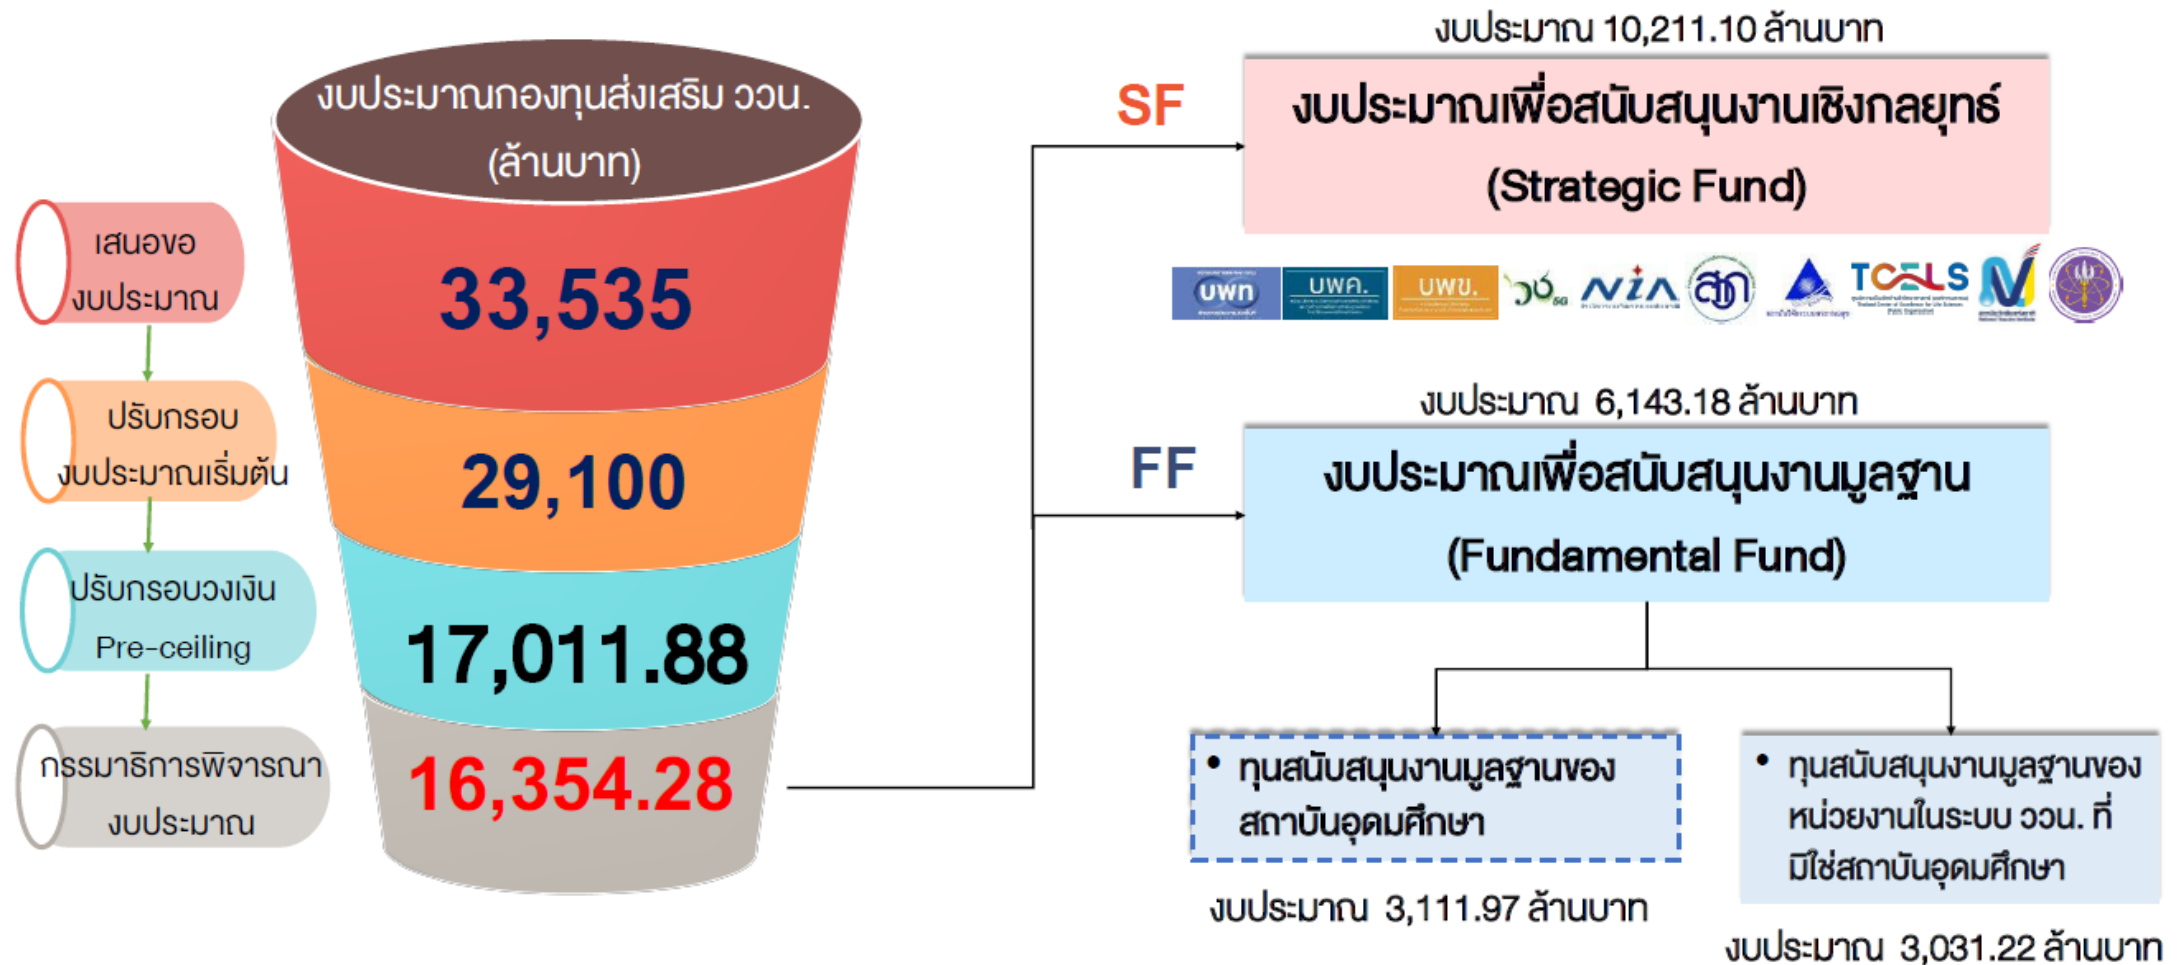 งบประมาณกองทุนส่งเสริม ววน.
(ล้านบาท)
เสนอขอ
งบประมาณ
33,535
ปรับกรอบ
งบประมาณเริ่มต้น
29,100
ปรับกรอบวงเงิน
Pre-ceiling
17,011.88
กรรมาธิการพิจารณา
งบประมาณ
16,354.28
งบประมาณ 10,211.10 ล้านบาท
SF
งบประมาณเพื่อสนับสนุนงานเชิงกลยุทธ์
(Strategic Fund)
บพท
บพค.
บพข.
วช
NIA
สวก
TCELS
งบประมาณ 6,143.18 ล้านบาท
FF
งบประมาณเพื่อสนับสนุนงานมูลฐาน
(Fundamental Fund)
• ทุนสนับสนุนงานมูลฐานของ
สถาบันอุดมศึกษา
งบประมาณ 3,111.97 ล้านบาท
• ทุนสนับสนุนงานมูลฐานของ
หน่วยงานในระบบ ววน. ที่
มิใช่สถาบันอุดมศึกษา
งบประมาณ 3,031.22 ล้านบาท